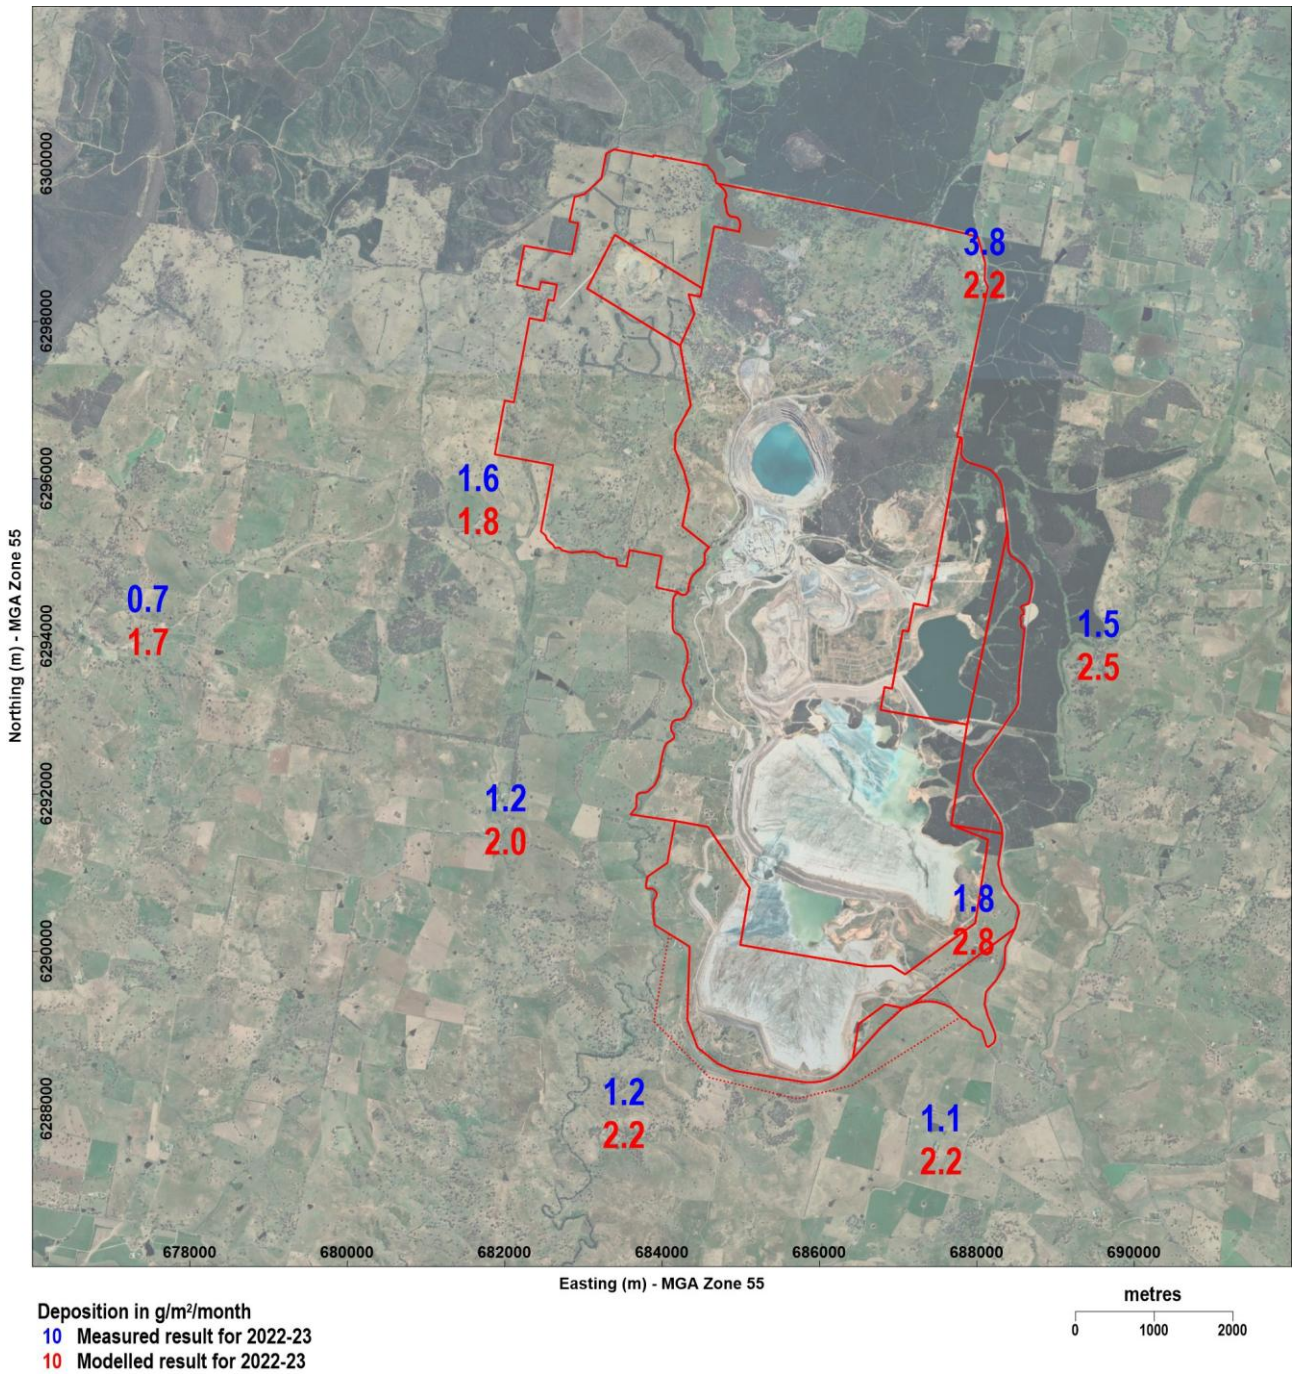 6300000
3.8
2.2
6298000
6296000
1.6
1.8
Northing (m) - MGA Zone 55
0.7
1.7
6294000
1.5
2.5
6292000
1.2
2.0
1.8
2.8
6290000
6288000
1.2
2.2
1.1
2.2
678000 680000 682000 684000 686000 688000 690000
Easting (m) - MGA Zone 55
metres
0 1000 2000
Deposition in g/m²/month
10 Measured result for 2022-23
10 Modelled result for 2022-23